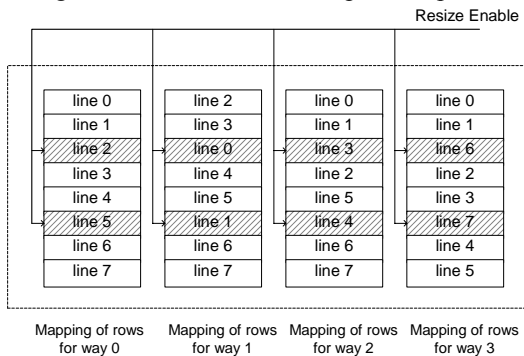 Resize Enable
line 0 line 2 line 0 line 0
line 1 line 3 line 1 line 1
line 2 line 0 line 3 line 6
line 3 line 4 line 2 line 2
line 4 line 5 line 5 line 3
line 5 line 1 line 4 line 7
line 6 line 6 line 6 line 4
line 7 line 7 line 7 line 5
Mapping of rows Mapping of rows Mapping of rows Mapping of rows
for way 0 for way 1 for way 2 for way 3